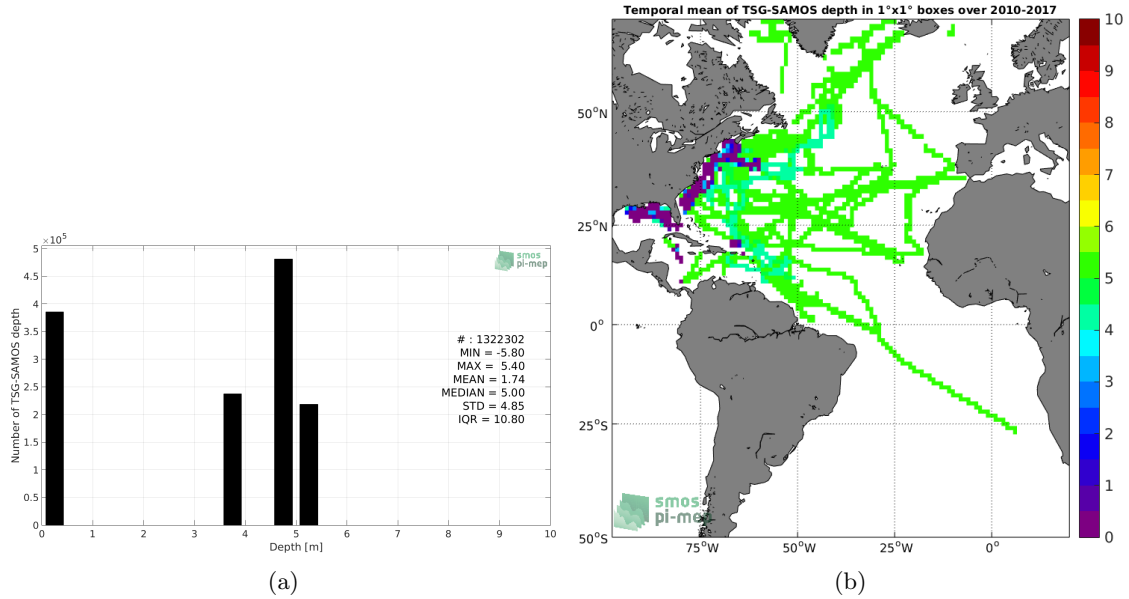 Temporal mean of TSG-SAMOS depth in 1°x1° boxes over 2010-2017
×10⁵
5
4.5
4
3.5
3
2.5
2
1.5
1
0.5
0
Number of TSG-SAMOS depth
smos
pi-mep
# : 1322302
MIN = -5.80
MAX = 5.40
MEAN = 1.74
MEDIAN = 5.00
STD = 4.85
IQR = 10.80
0 1 2 3 4 5 6 7 8 9 10
Depth [m]
(a)
50°N
25°N
0°
25°S
50°S
75°W 50°W 25°W 0°
smos
pi-mep
10
9
8
7
6
5
4
3
2
1
0
(b)